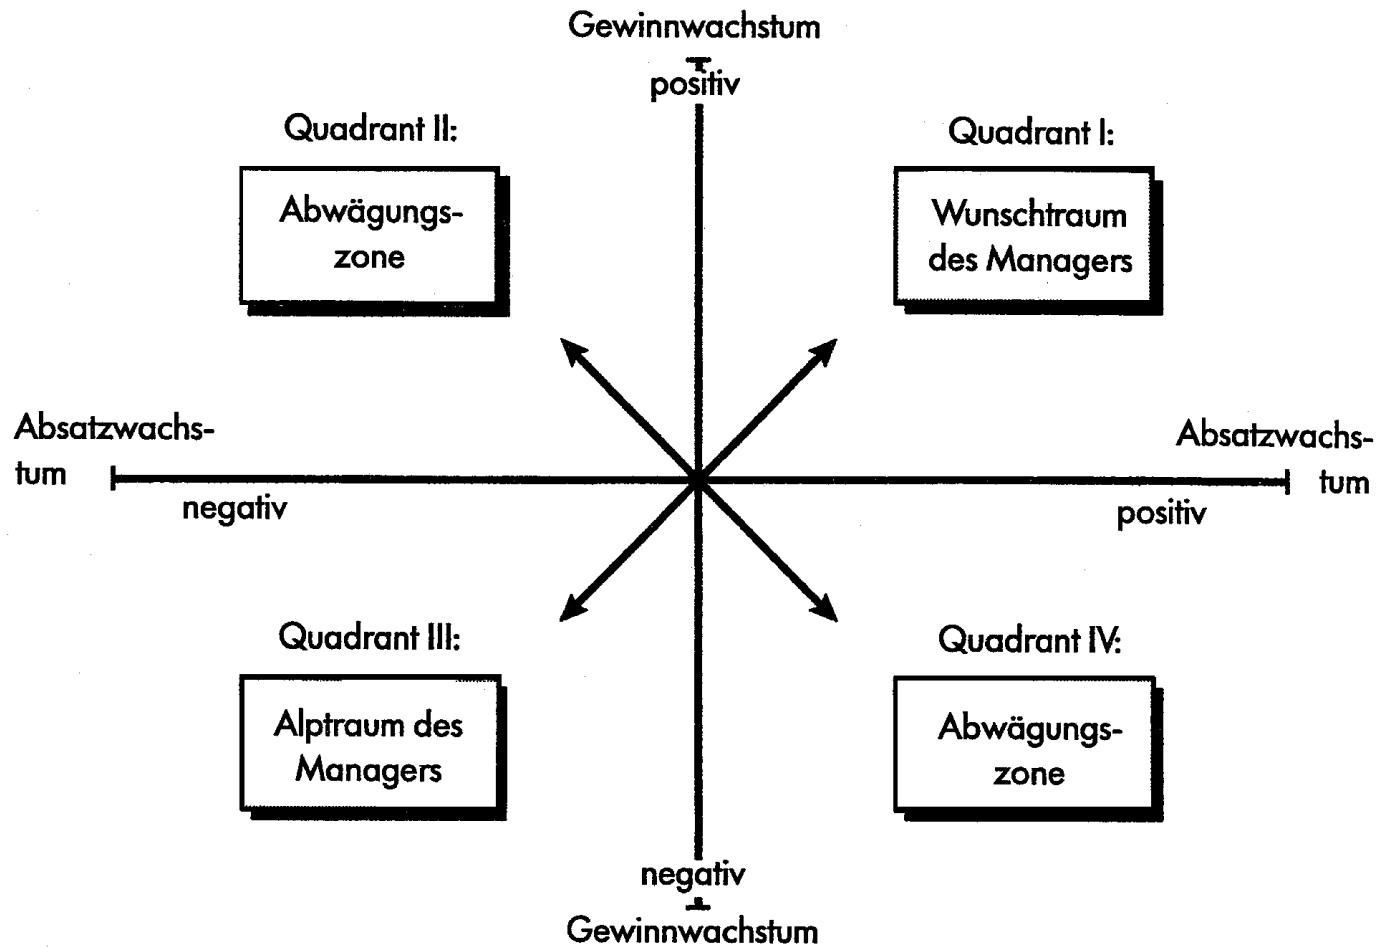 Gewinnwachstum
positiv
Quadrant II:
Abwägungs-
zone
Quadrant I:
Wunschtraum
des Managers
Absatzwachs-
tum
negativ
Absatzwachs-
tum
positiv
Quadrant III:
Alptraum des
Managers
Quadrant IV:
Abwägungs-
zone
negativ
Gewinnwachstum